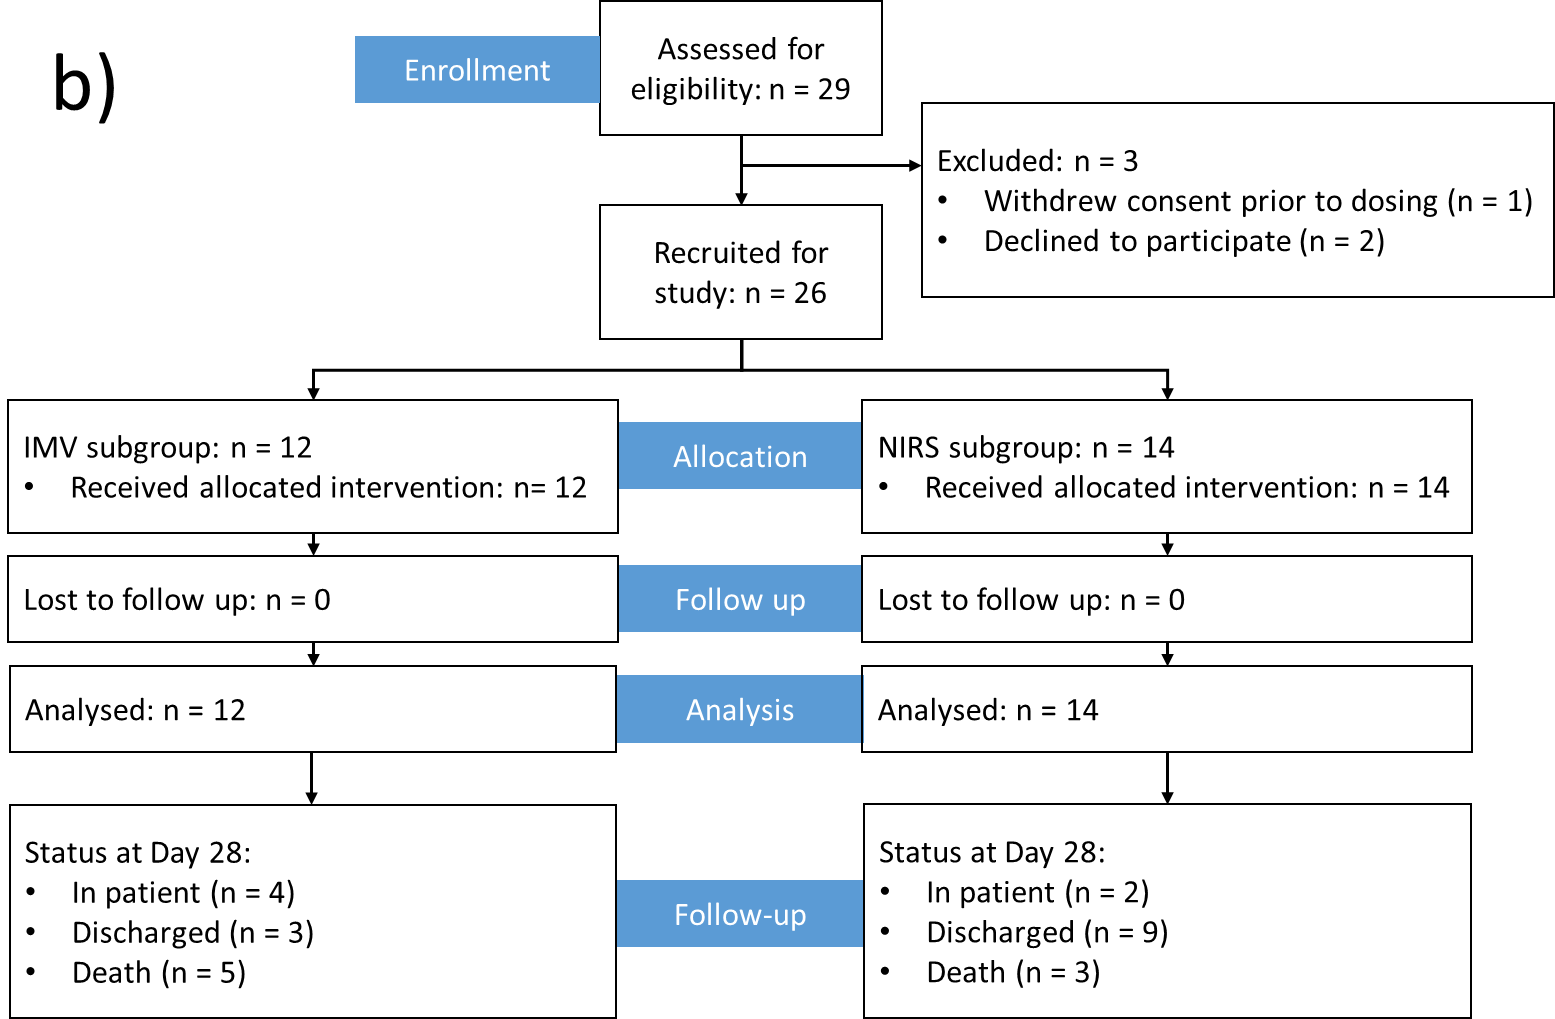 b)
Enrollment
Assessed for
eligibility: n = 29
Excluded: n = 3
• Withdrew consent prior to dosing (n = 1)
• Declined to participate (n = 2)
Recruited for
study: n = 26
IMV subgroup: n = 12
• Received allocated intervention: n= 12
Allocation
NIRS subgroup: n = 14
• Received allocated intervention: n = 14
Lost to follow up: n = 0
Follow up
Lost to follow up: n = 0
Analysed: n = 12
Analysis
Analysed: n = 14
Status at Day 28:
• In patient (n = 4)
• Discharged (n = 3)
• Death (n = 5)
Follow-up
Status at Day 28:
• In patient (n = 2)
• Discharged (n = 9)
• Death (n = 3)